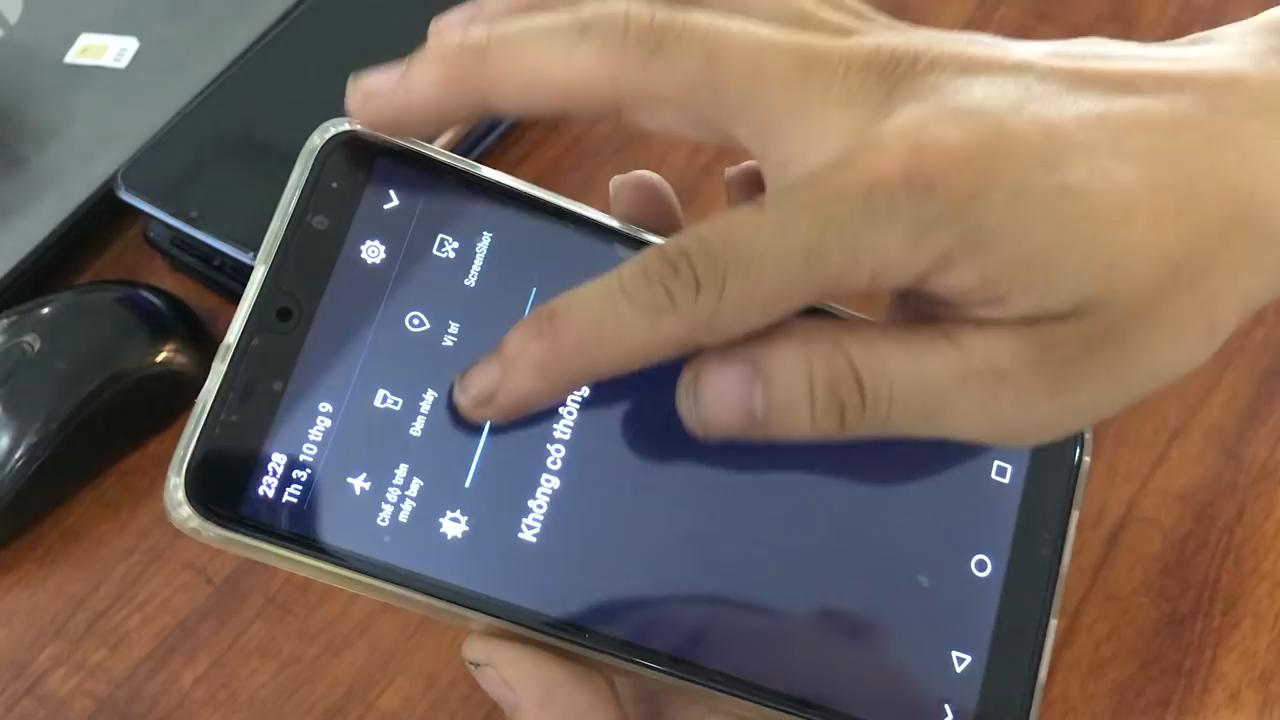 23:28
Th 3, 10 thg 9
Chế độ trên
máy bay
Đèn nháy
Vị trí
ScreenShot
Không có thông